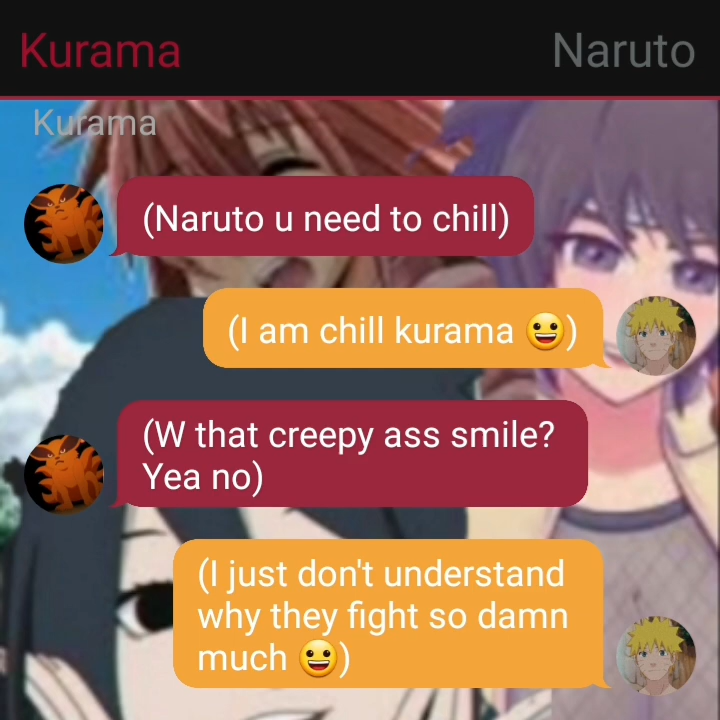 Kurama
Naruto
Kurama
(Naruto u need to chill)
(I am chill kurama 😀)
(W that creepy ass smile?
Yea no)
(I just don't understand
why they fight so damn
much 😀)